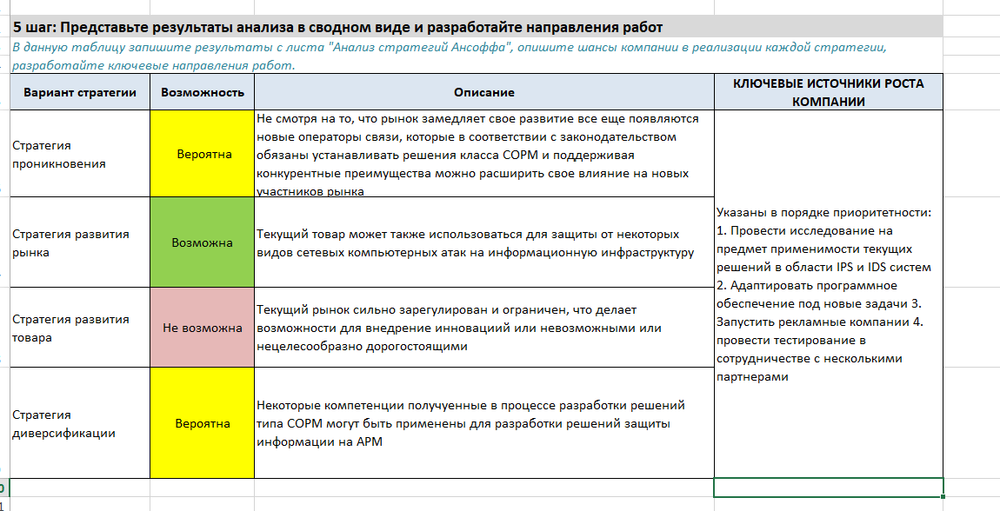 5 шаг: Представьте результаты анализа в сводном виде и разработайте направления работ
В данную таблицу запишите результаты с листа "Анализ стратегий Ансоффа", опишите шансы компании в реализации каждой стратегии,
разработайте ключевые направления работ.
Вариант стратегии
Возможность
Описание
КЛЮЧЕВЫЕ ИСТОЧНИКИ РОСТА
КОМПАНИИ
Стратегия
проникновения
Вероятна
Не смотря на то, что рынок замедляет свое развитие все еще появляются
новые операторы связи, которые в соответствии с законодательством
обязаны устанавливать решения класса СОРМ и поддерживая
конкурентные преимущества можно расширить свое влияние на новых
участников рынка
Стратегия развития
рынка
Возможна
Текущий товар может также использоваться для защиты от некоторых
видов сетевых компьютерных атак на информационную инфраструктуру
Стратегия развития
товара
Не возможна
Текущий рынок сильно зарегулирован и ограничен, что делает
возможности для внедрение инновациий или невозможными или
нецелесообразно дорогостоящими
Стратегия
диверсификации
Вероятна
Некоторые компетенции получуенные в процессе разработки решений
типа СОРМ могут быть применены для разработки решений защиты
информации на АРМ
Указаны в порядке приоритетности:
1. Провести исследование на
предмет применимости текущих
решений в области IPS и IDS систем
2. Адаптировать программное
обеспечение под новые задачи 3.
Запустить рекламные компании 4.
провести тестирование в
сотрудничестве с несколькими
партнерами